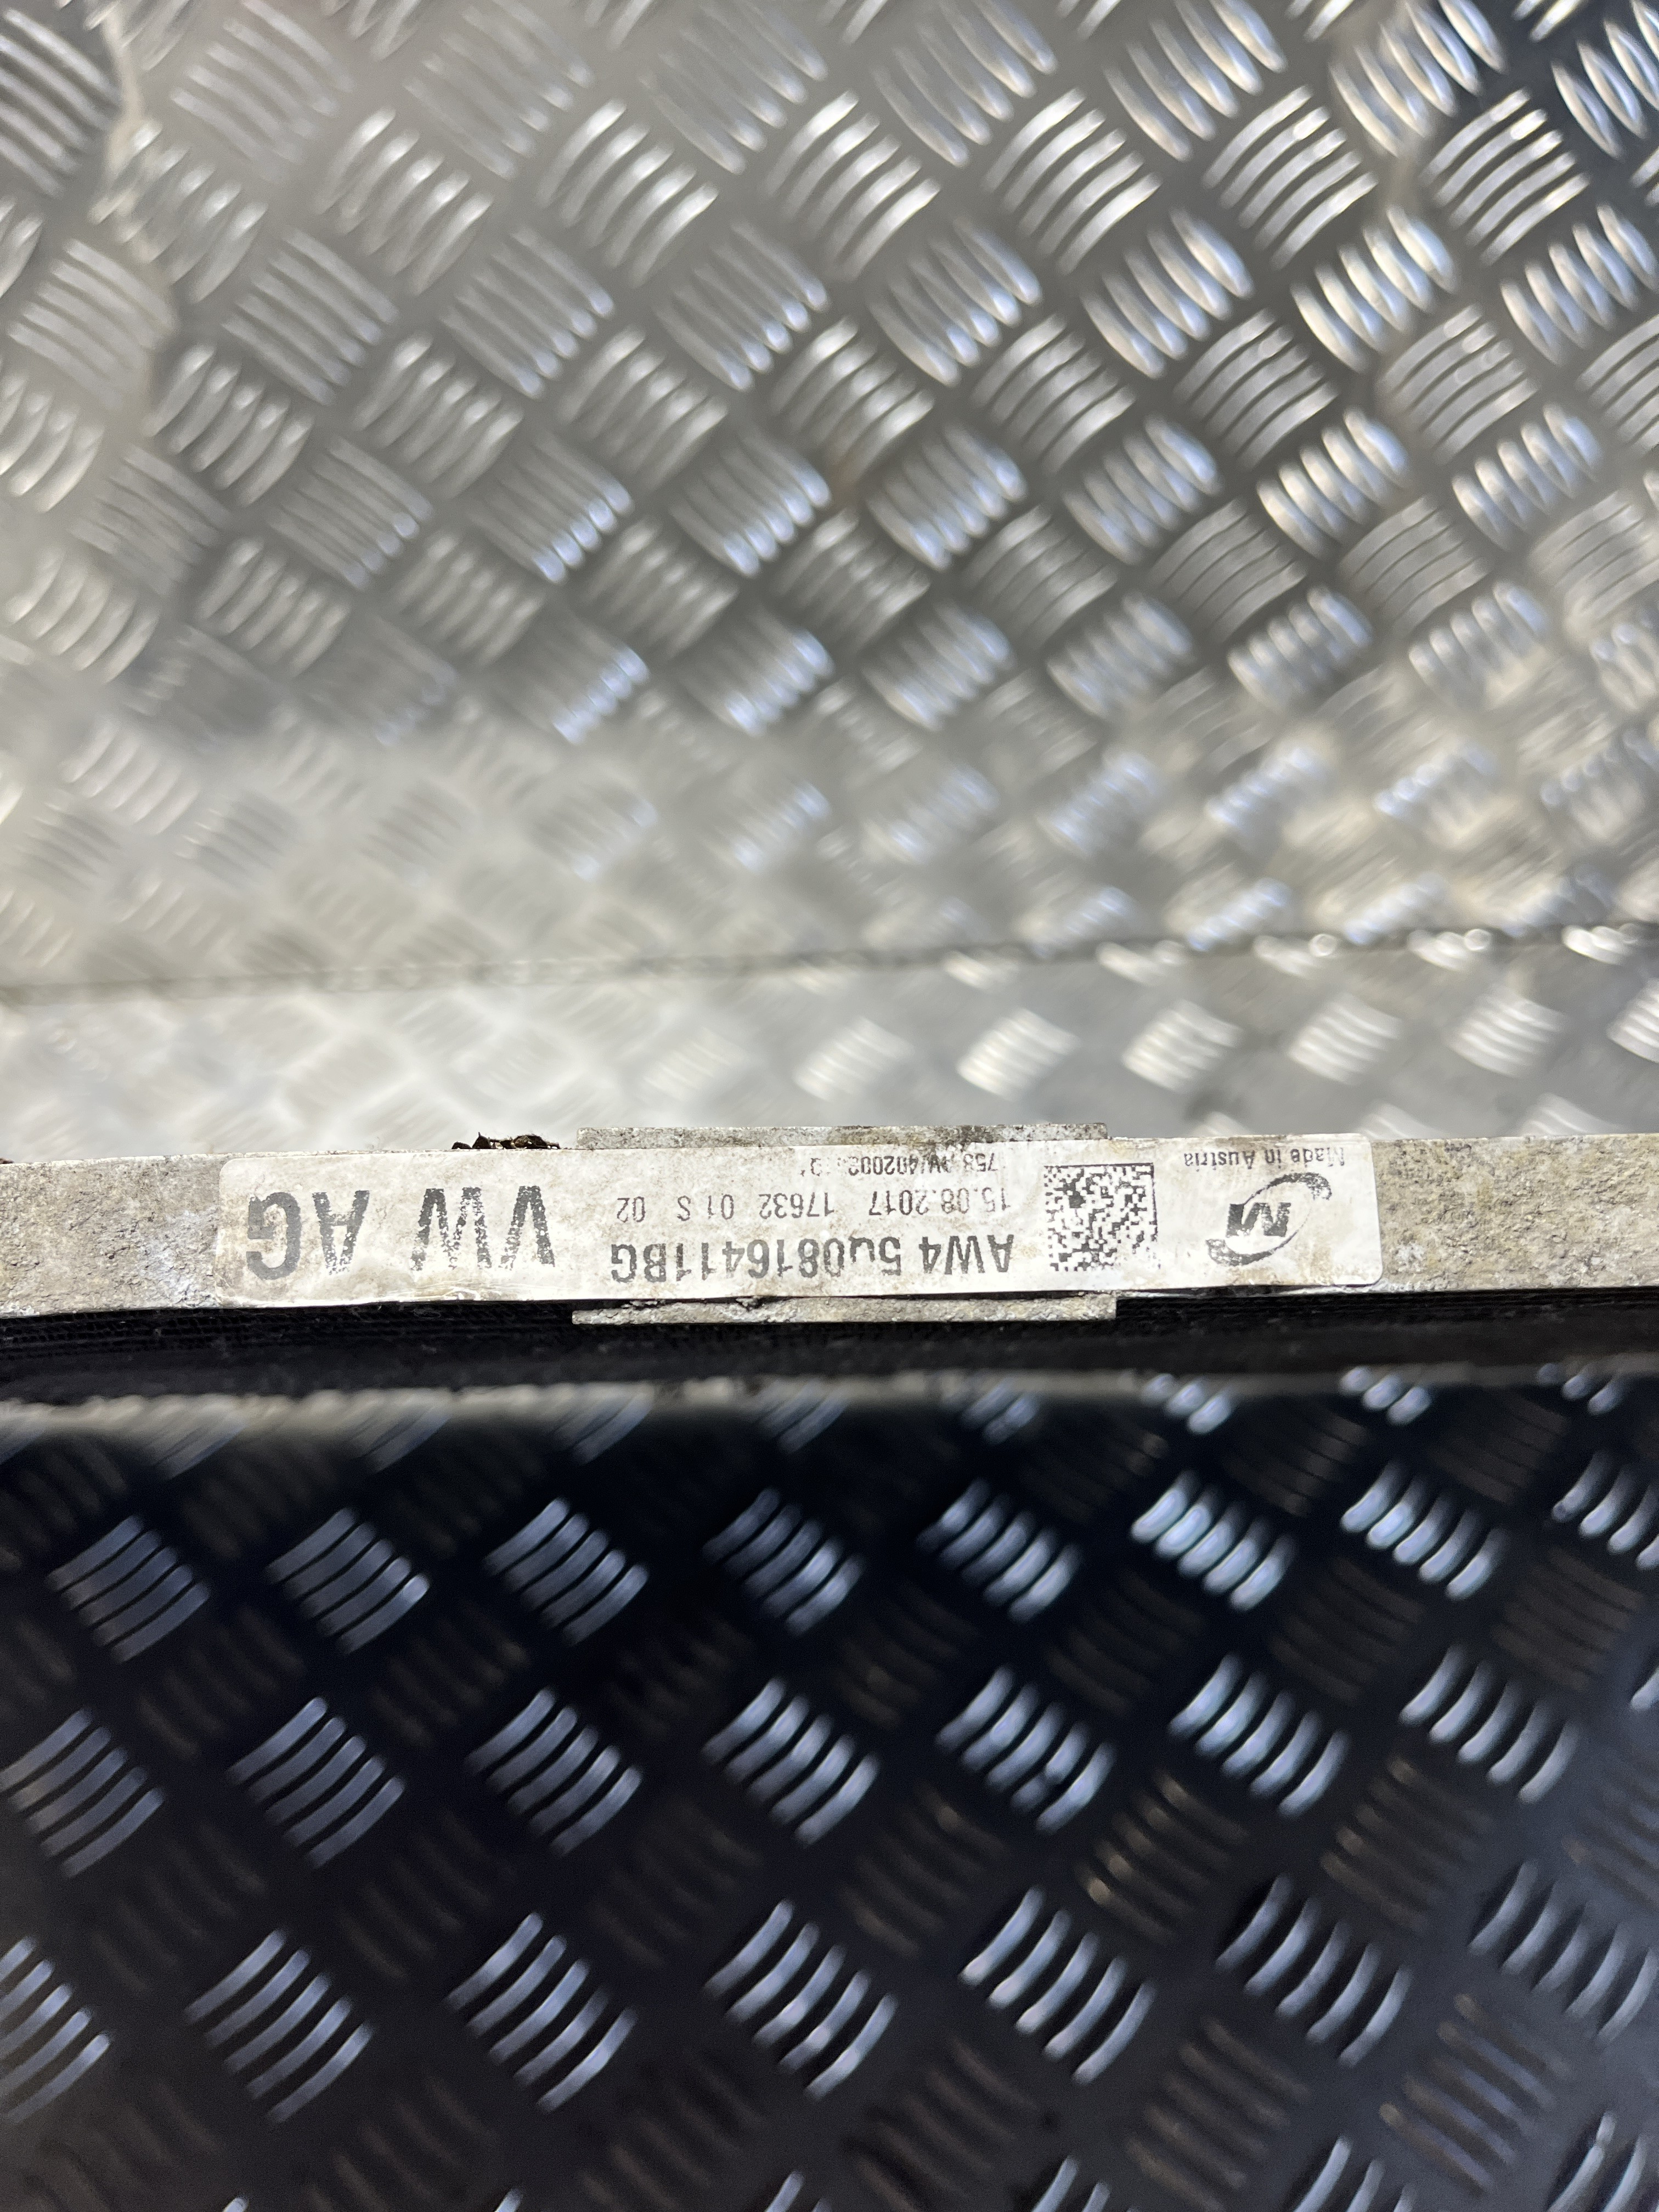 M
Made in Austria
AW4 5Q0816411BG
15.08.2017 17632 01 S 02
VW AG